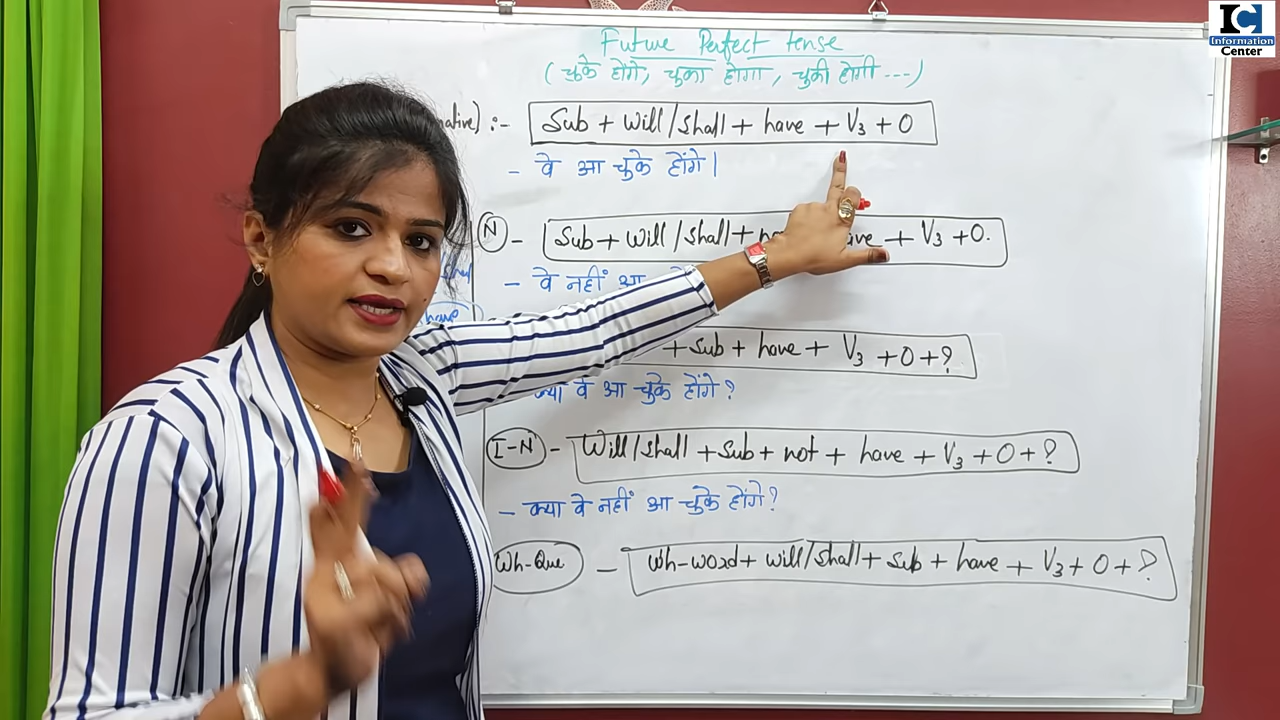 IC
Information
Center
Future Perfect tense
(चुके होंगे, चुका होगा, चुकी होगी ---)
:- Sub + Will/Shall + have + V3 + O
- वे आ चुके होंगे।
N - Sub + Will/Shall + + V3 + O.
- वे नहीं आ
+ Sub + have + V3 + O + ?
वे आ चुके होंगे?
I-N - Will/Shall + Sub + not + have + V3 + O + ?
- क्या वे नहीं आ चुके होंगे?
Wh-Que - Wh-word + will/shall + Sub + have + V3 + O + ?